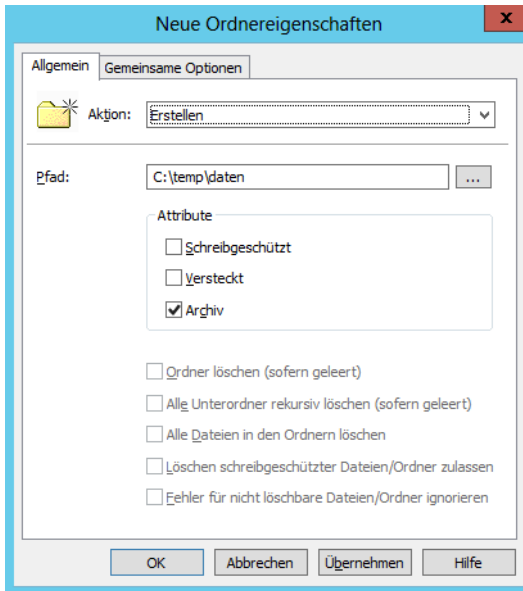 Neue Ordnereigenschaften
x
Allgemein Gemeinsame Optionen
Aktion: Erstellen
Pfad: C:\temp\daten ...
Attribute
Schreibgeschützt
Versteckt
Archiv
Ordner löschen (sofern geleert)
Alle Unterordner rekursiv löschen (sofern geleert)
Alle Dateien in den Ordnern löschen
Löschen schreibgeschützter Dateien/Ordner zulassen
Fehler für nicht löschbare Dateien/Ordner ignorieren
OK Abbrechen Übernehmen Hilfe